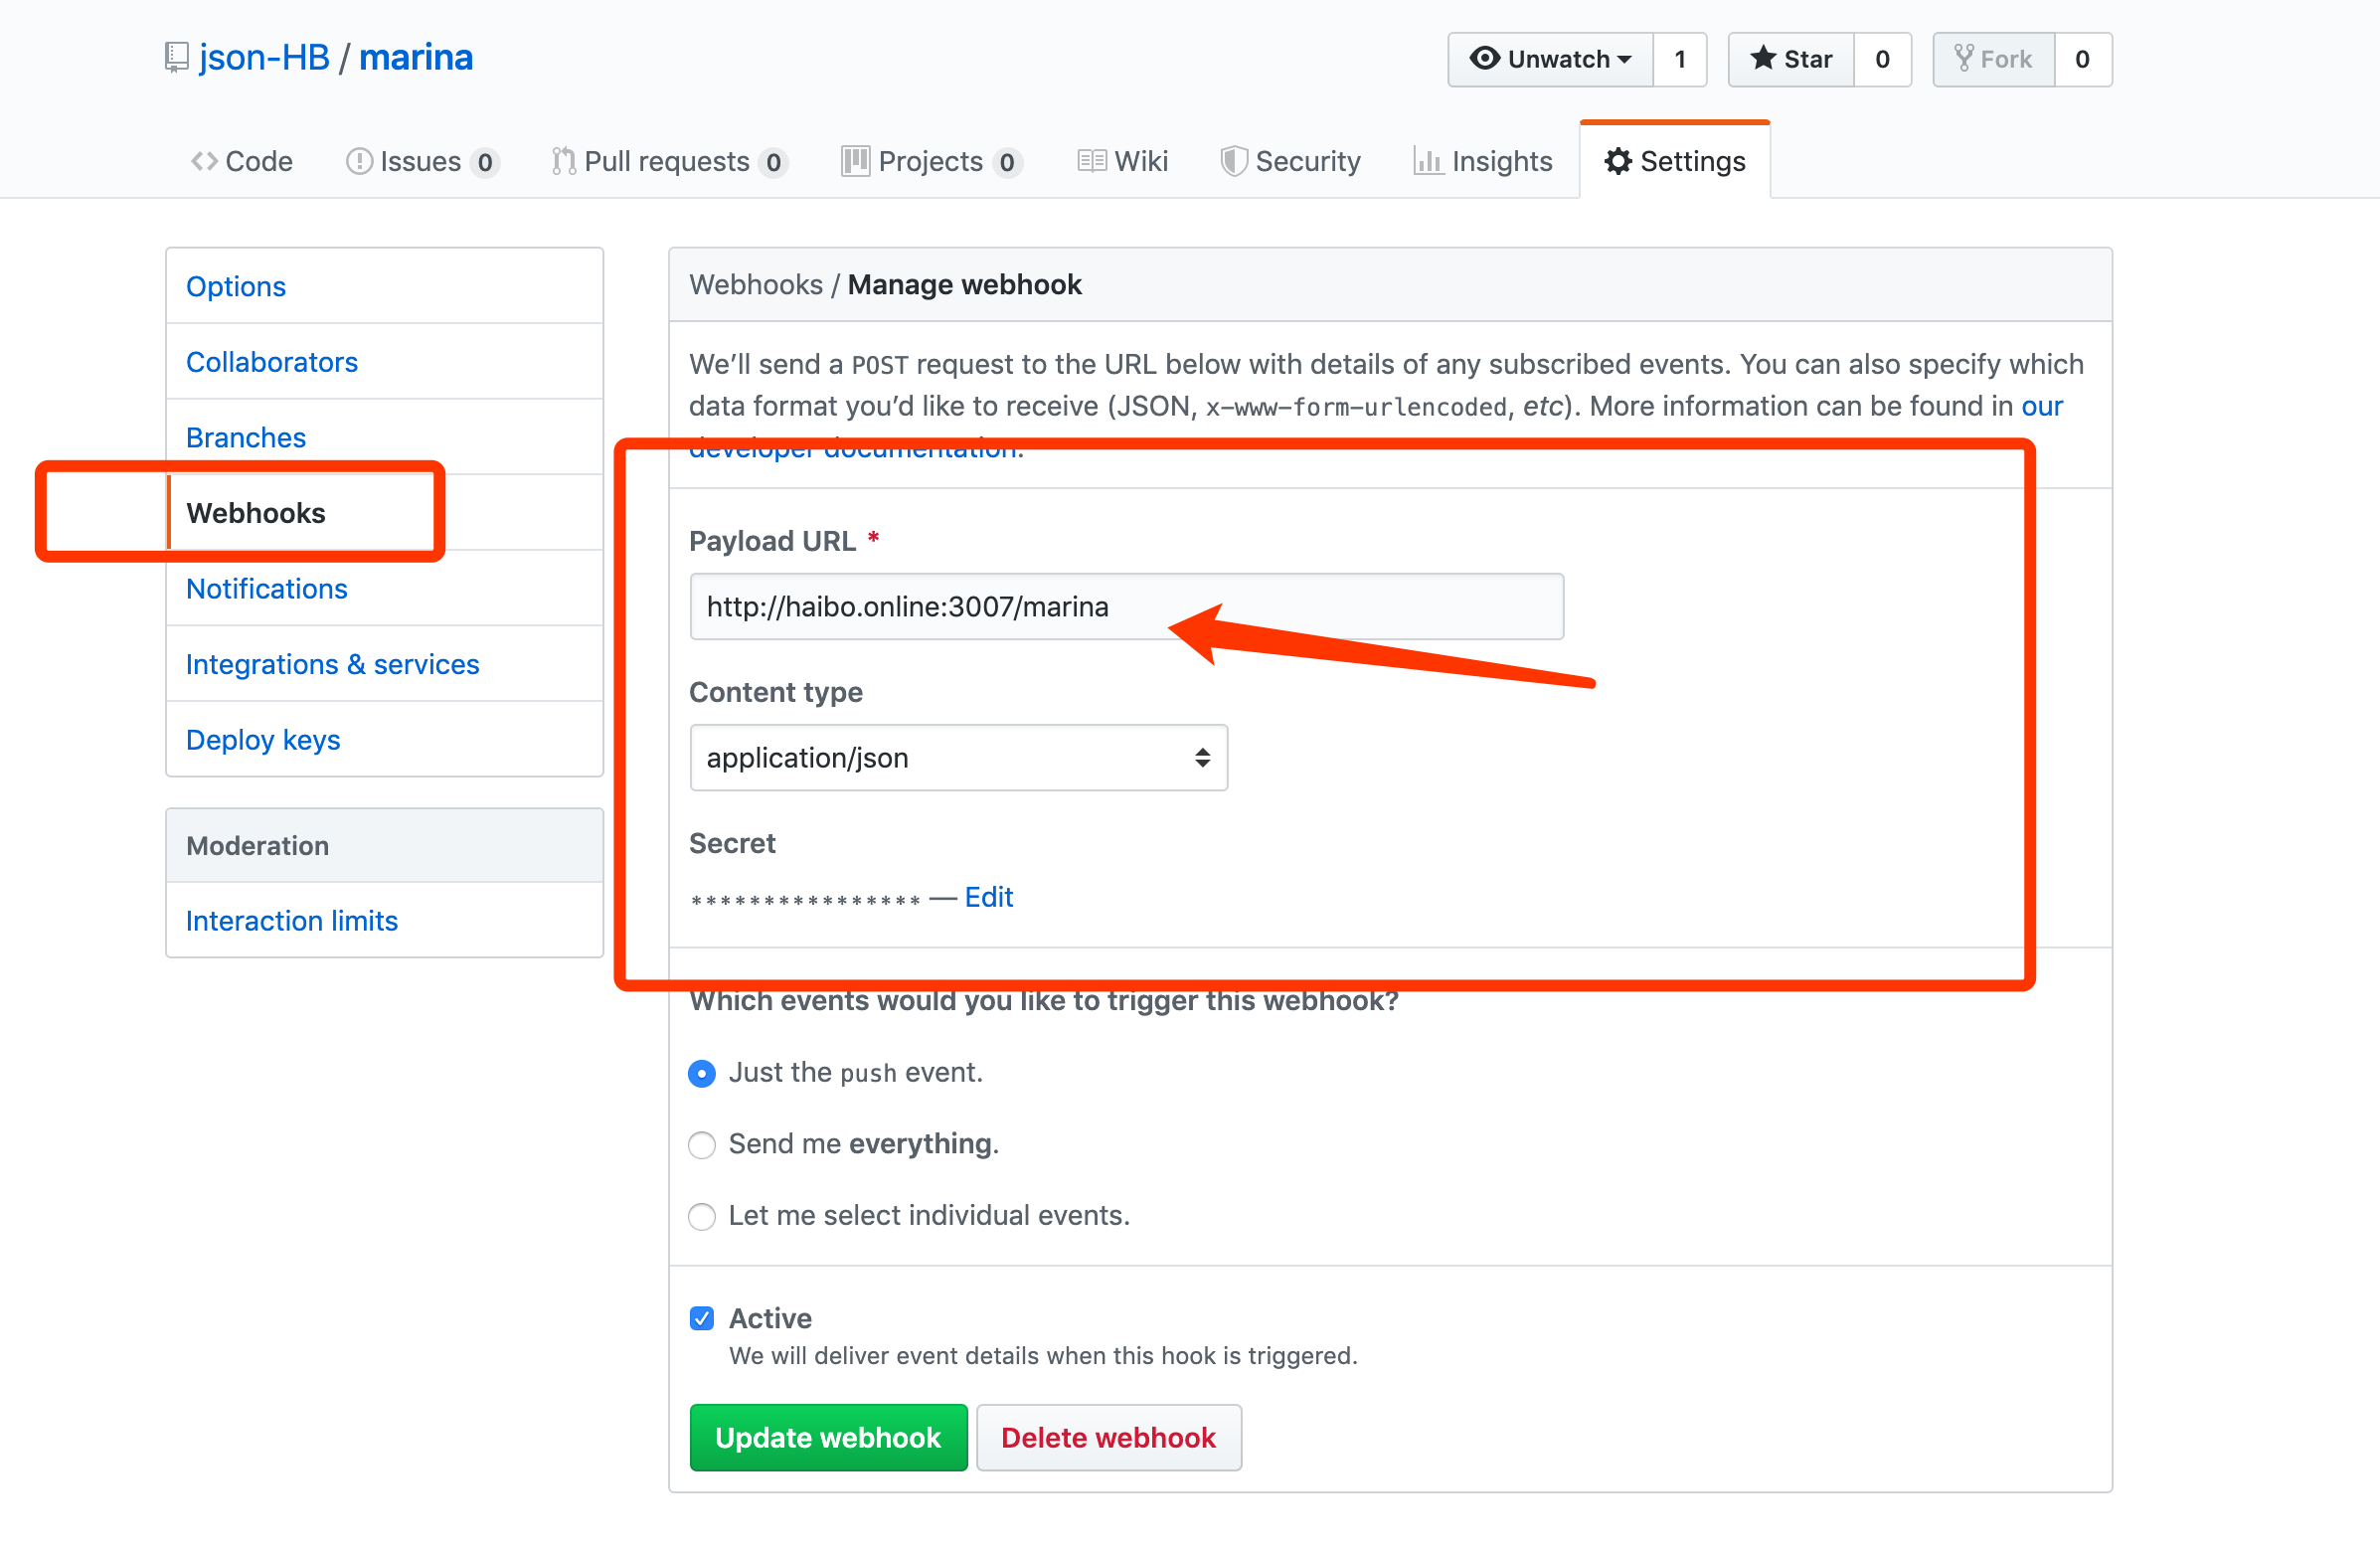 json-HB / marina
Unwatch 1 Star 0 Fork 0
Code Issues 0 Pull requests 0 Projects 0 Wiki Security Insights Settings
Options
Collaborators
Branches
Webhooks
Notifications
Integrations & services
Deploy keys
Moderation
Interaction limits
Webhooks / Manage webhook
We’ll send a POST request to the URL below with details of any subscribed events. You can also specify which
data format you’d like to receive (JSON, x-www-form-urlencoded, etc). More information can be found in our
developer documentation.
Payload URL *
http://haibo.online:3007/marina
Content type
application/json
Secret
**************** — Edit
Which events would you like to trigger this webhook?
Just the push event.
Send me everything.
Let me select individual events.
Active
We will deliver event details when this hook is triggered.
Update webhook Delete webhook